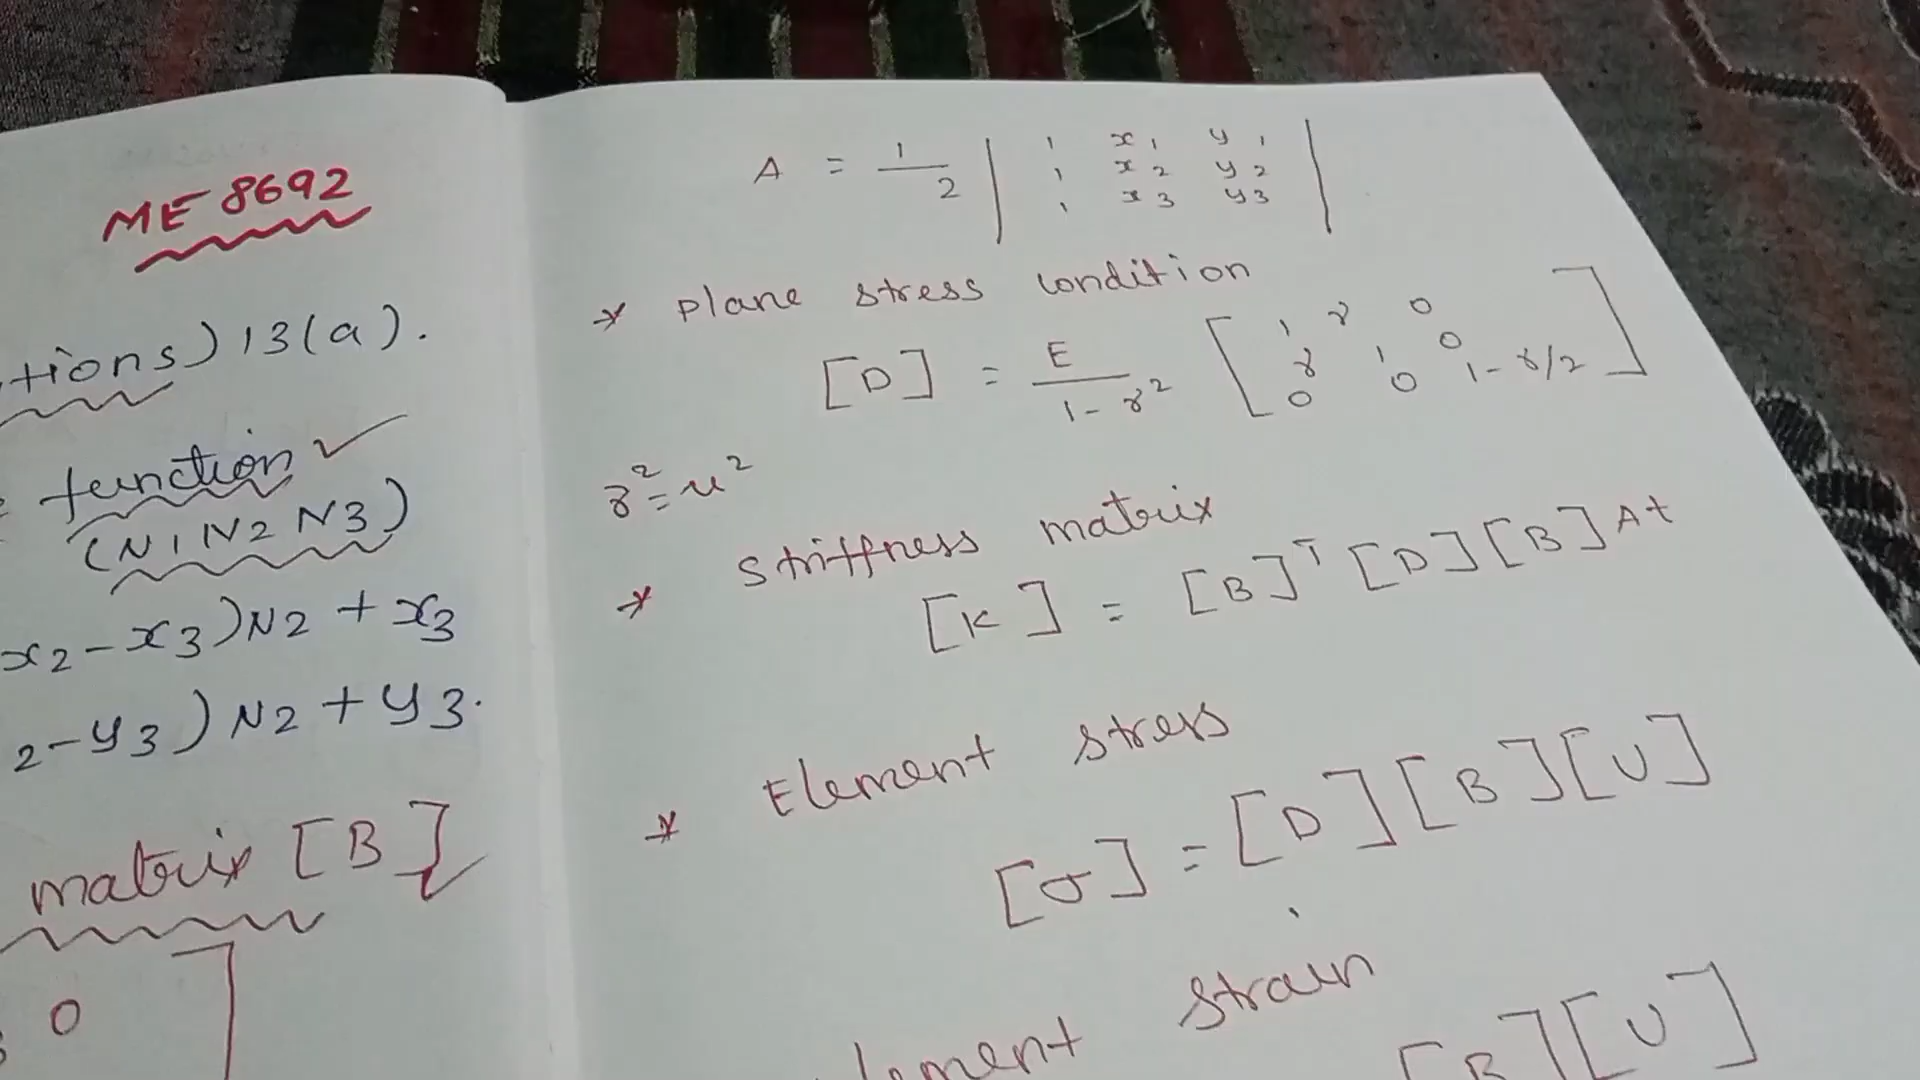 ME 8692
tions) 13(a).
function
(N1 N2 N3)
x2-x3)N2 + x3
2-y3) N2 + y3.
matrix [B]
0
A = 1/2 | 1 x1 y1
1 x2 y2
1 x3 y3 |
* plane stress condition
[D] = E/1-γ² [ 1 γ 0
γ 1 0
0 0 1-γ/2 ]
γ²=u²
* Stiffness matrix
[K] = [B]ᵀ [D] [B] At
* Element stress
[σ] = [D] [B] [U]
lement strain
[B] [U]